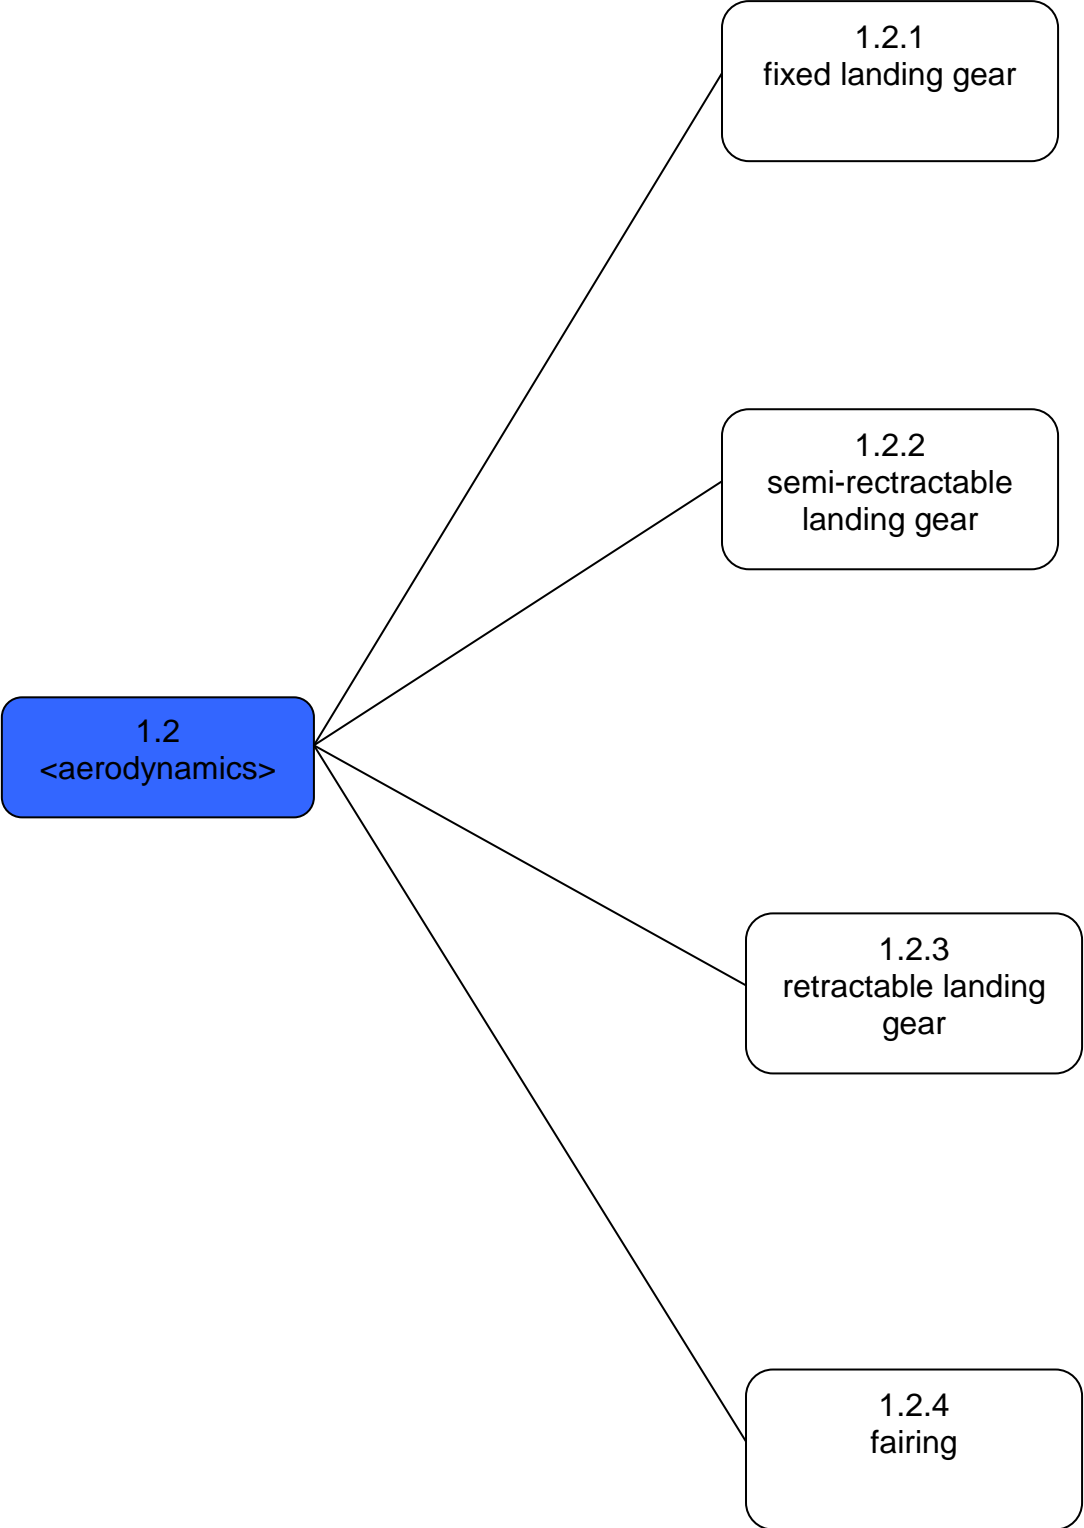 1.2.1
fixed landing gear
1.2.2
semi-rectractable
landing gear
1.2
<aerodynamics>
1.2.3
retractable landing
gear
1.2.4
fairing